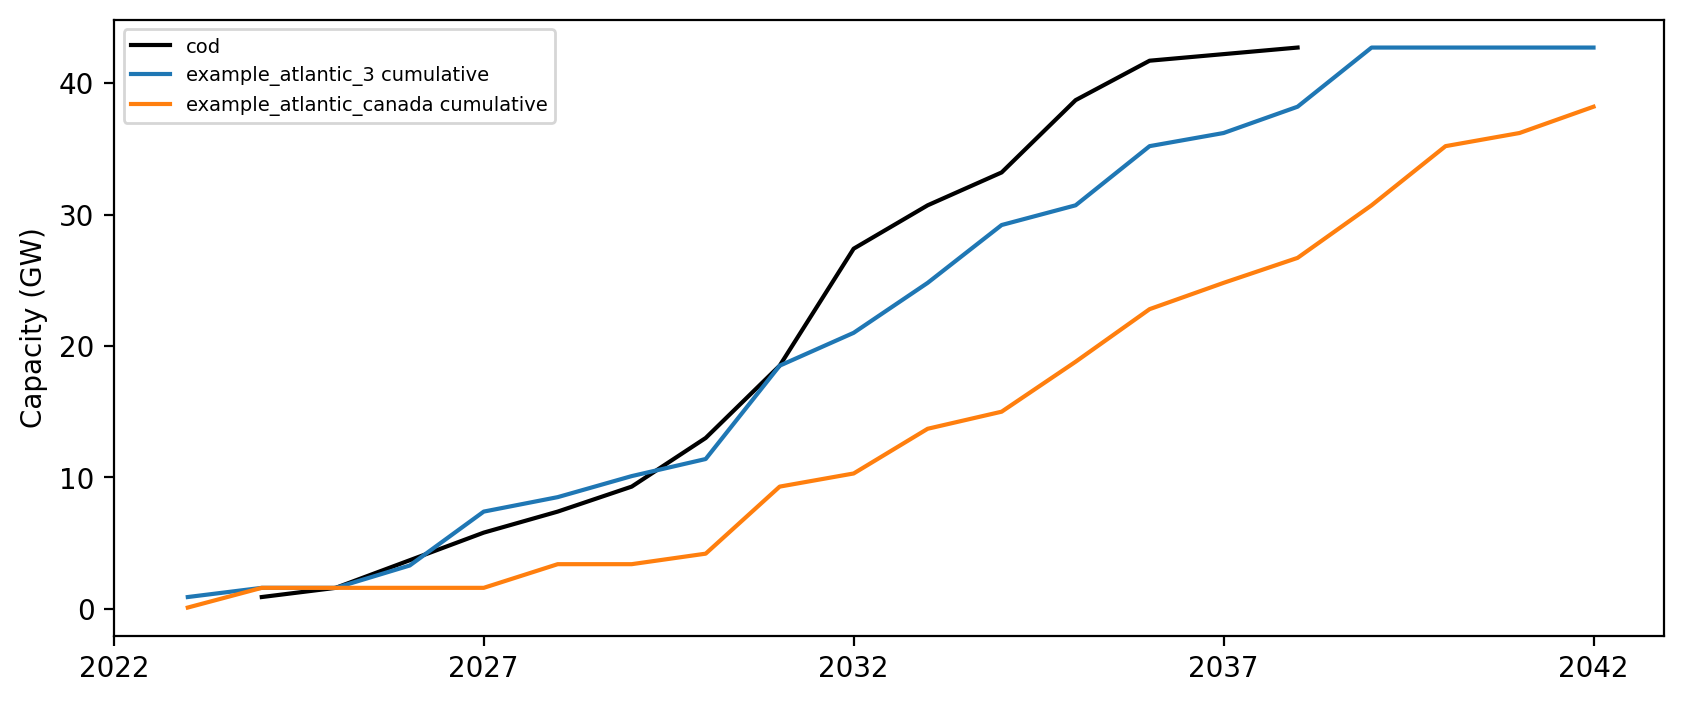 cod
example_atlantic_3 cumulative
example_atlantic_canada cumulative
Capacity (GW)
40
30
20
10
0
2022 2027 2032 2037 2042